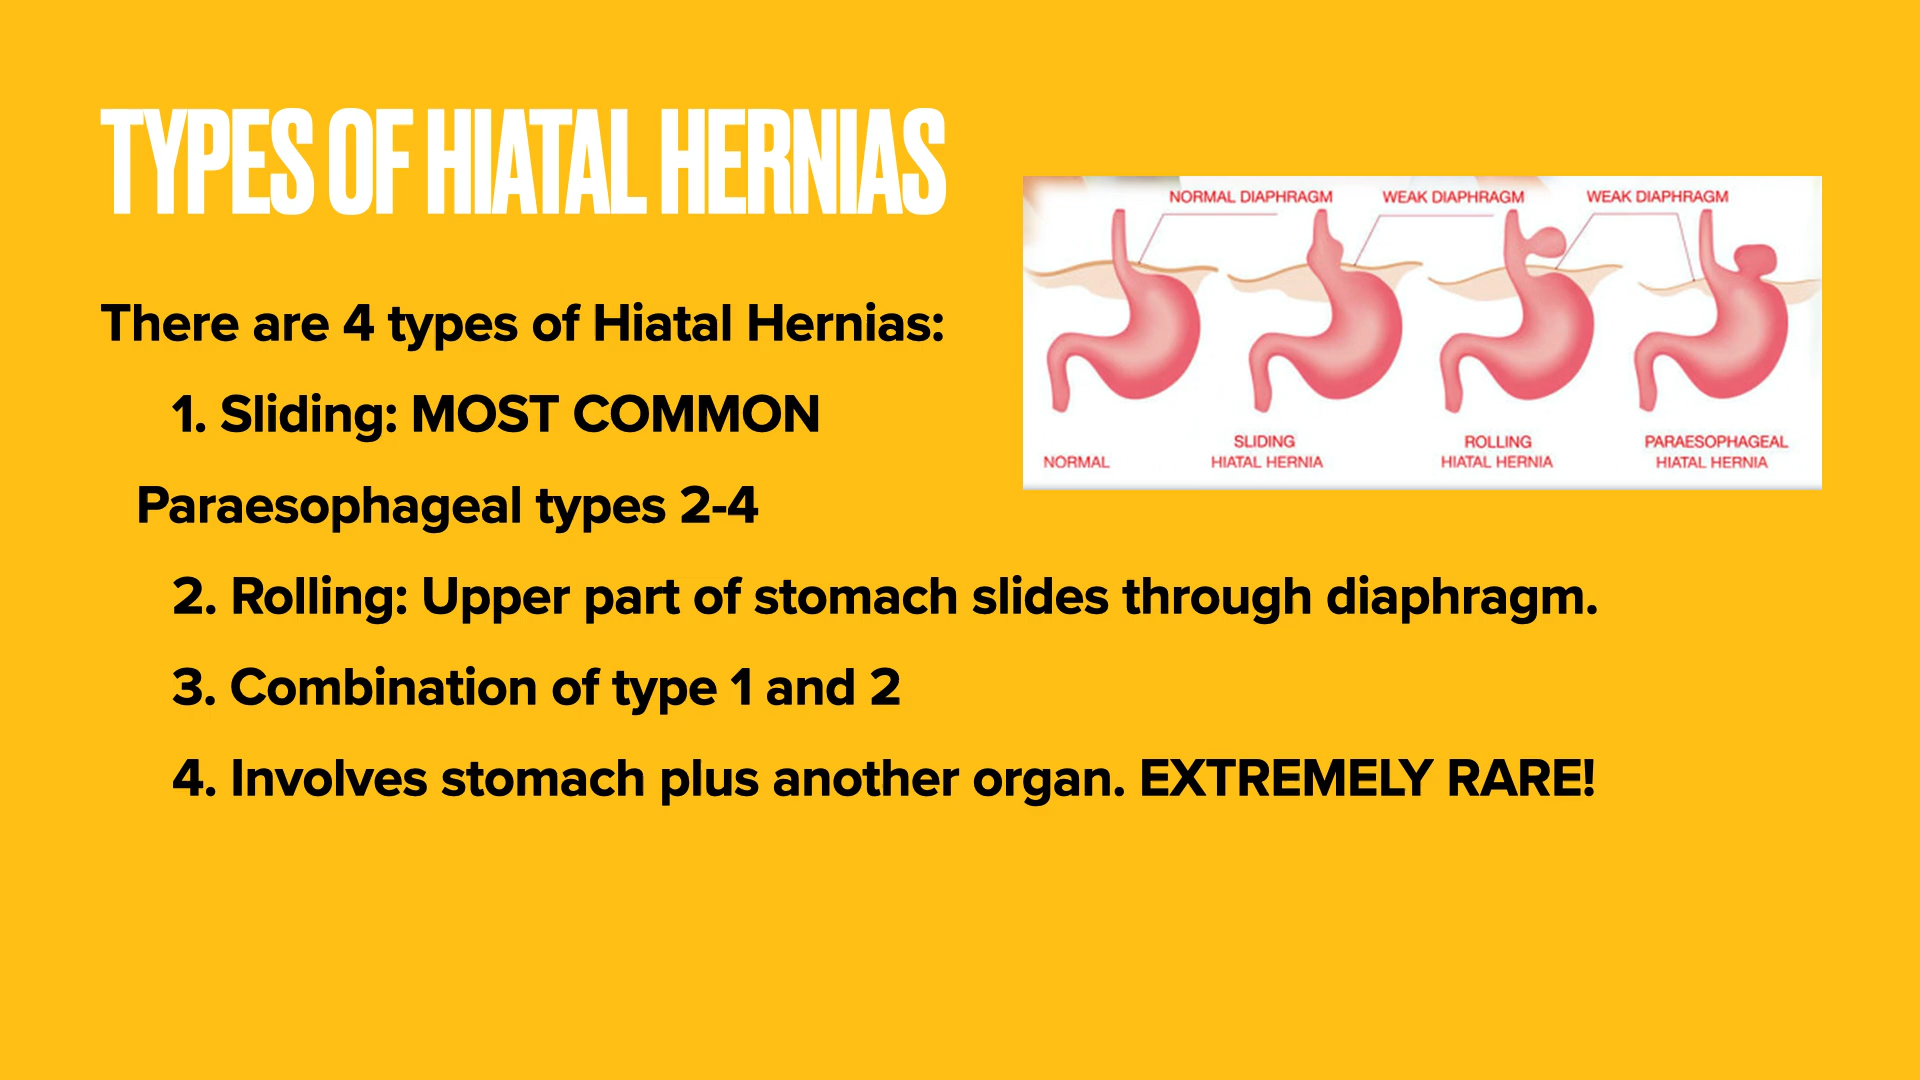 TYPES OF HIATAL HERNIAS
There are 4 types of Hiatal Hernias:
1. Sliding: MOST COMMON
Paraesophageal types 2-4
2. Rolling: Upper part of stomach slides through diaphragm.
3. Combination of type 1 and 2
4. Involves stomach plus another organ. EXTREMELY RARE!
NORMAL DIAPHRAGM
WEAK DIAPHRAGM
WEAK DIAPHRAGM
NORMAL
SLIDING
HIATAL HERNIA
ROLLING
HIATAL HERNIA
PARAESOPHAGEAL
HIATAL HERNIA